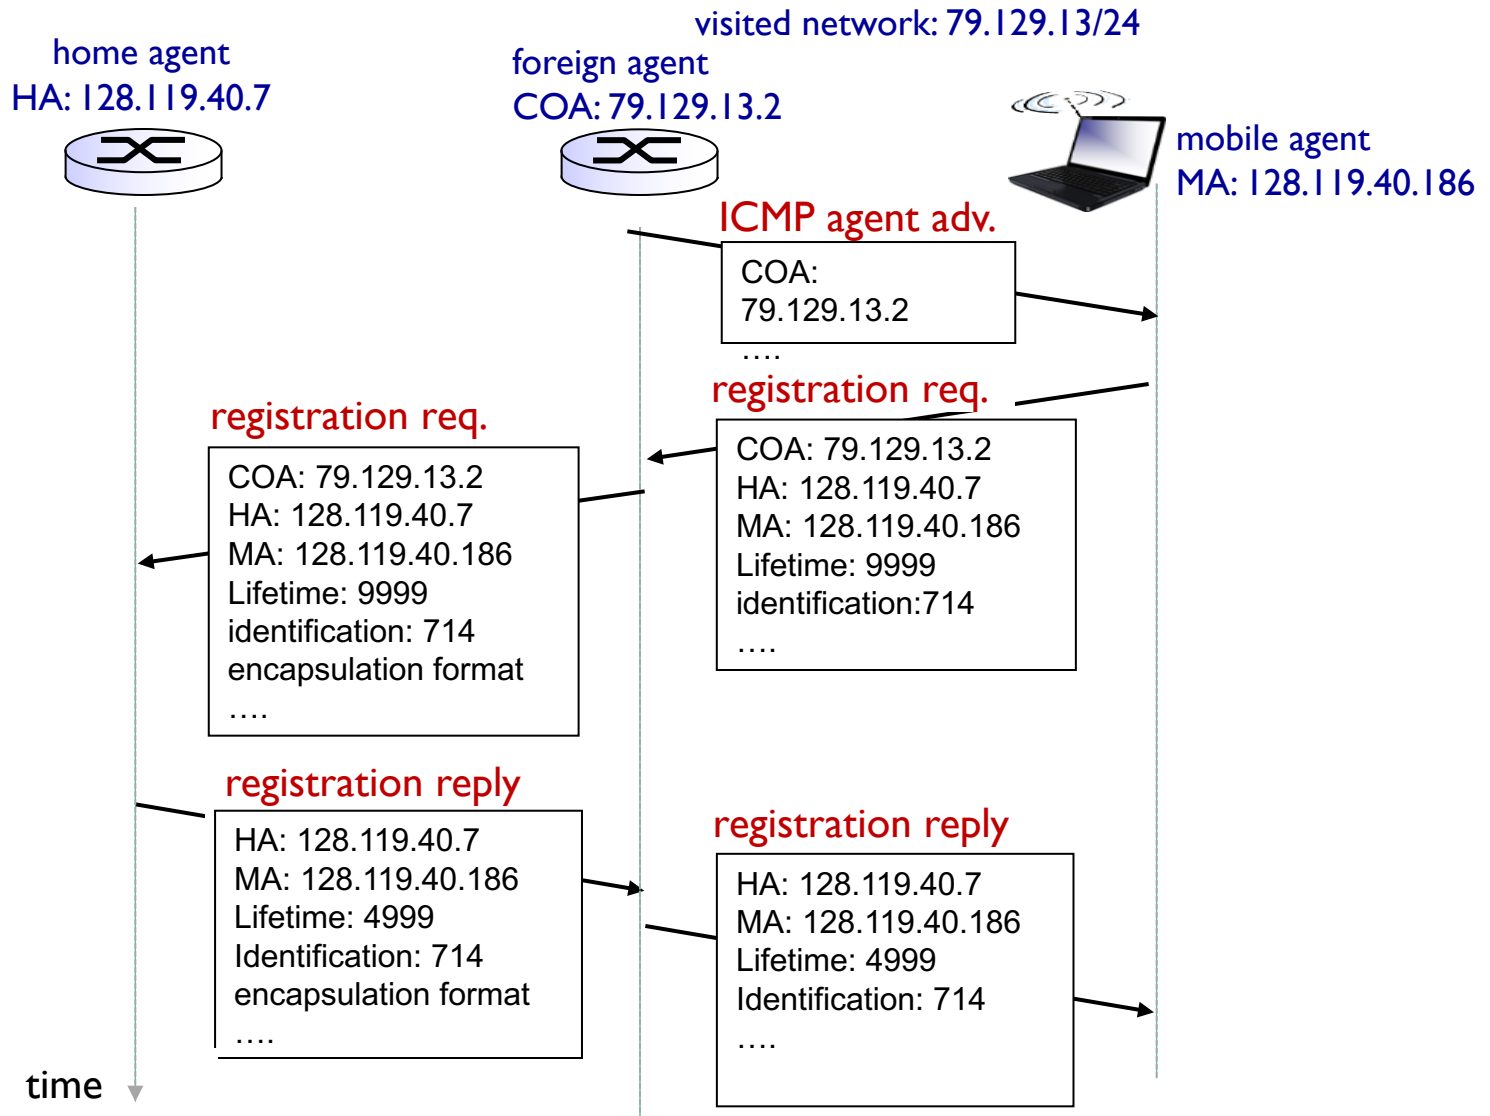 visited network: 79.129.13/24
home agent
HA: 128.119.40.7
foreign agent
COA: 79.129.13.2
mobile agent
MA: 128.119.40.186
ICMP agent adv.
COA:
79.129.13.2
….
registration req.
COA: 79.129.13.2
HA: 128.119.40.7
MA: 128.119.40.186
Lifetime: 9999
identification:714
….
registration req.
COA: 79.129.13.2
HA: 128.119.40.7
MA: 128.119.40.186
Lifetime: 9999
identification: 714
encapsulation format
….
registration reply
HA: 128.119.40.7
MA: 128.119.40.186
Lifetime: 4999
Identification: 714
encapsulation format
….
registration reply
HA: 128.119.40.7
MA: 128.119.40.186
Lifetime: 4999
Identification: 714
….
time